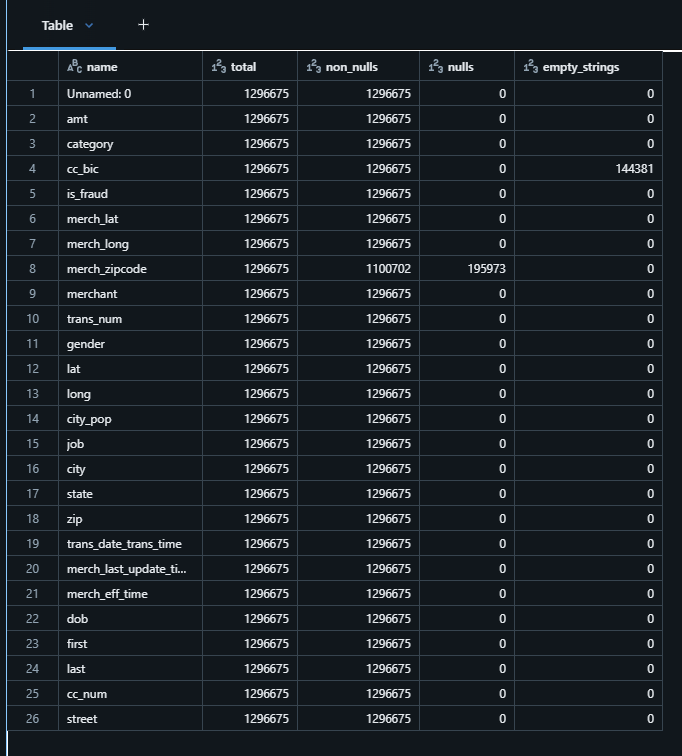 Table +
ABC name 123 total 123 non_nulls 123 nulls 123 empty_strings
1 Unnamed: 0 1296675 1296675 0 0
2 amt 1296675 1296675 0 0
3 category 1296675 1296675 0 0
4 cc_bic 1296675 1296675 0 144381
5 is_fraud 1296675 1296675 0 0
6 merch_lat 1296675 1296675 0 0
7 merch_long 1296675 1296675 0 0
8 merch_zipcode 1296675 1100702 195973 0
9 merchant 1296675 1296675 0 0
10 trans_num 1296675 1296675 0 0
11 gender 1296675 1296675 0 0
12 lat 1296675 1296675 0 0
13 long 1296675 1296675 0 0
14 city_pop 1296675 1296675 0 0
15 job 1296675 1296675 0 0
16 city 1296675 1296675 0 0
17 state 1296675 1296675 0 0
18 zip 1296675 1296675 0 0
19 trans_date_trans_time 1296675 1296675 0 0
20 merch_last_update_ti... 1296675 1296675 0 0
21 merch_eff_time 1296675 1296675 0 0
22 dob 1296675 1296675 0 0
23 first 1296675 1296675 0 0
24 last 1296675 1296675 0 0
25 cc_num 1296675 1296675 0 0
26 street 1296675 1296675 0 0